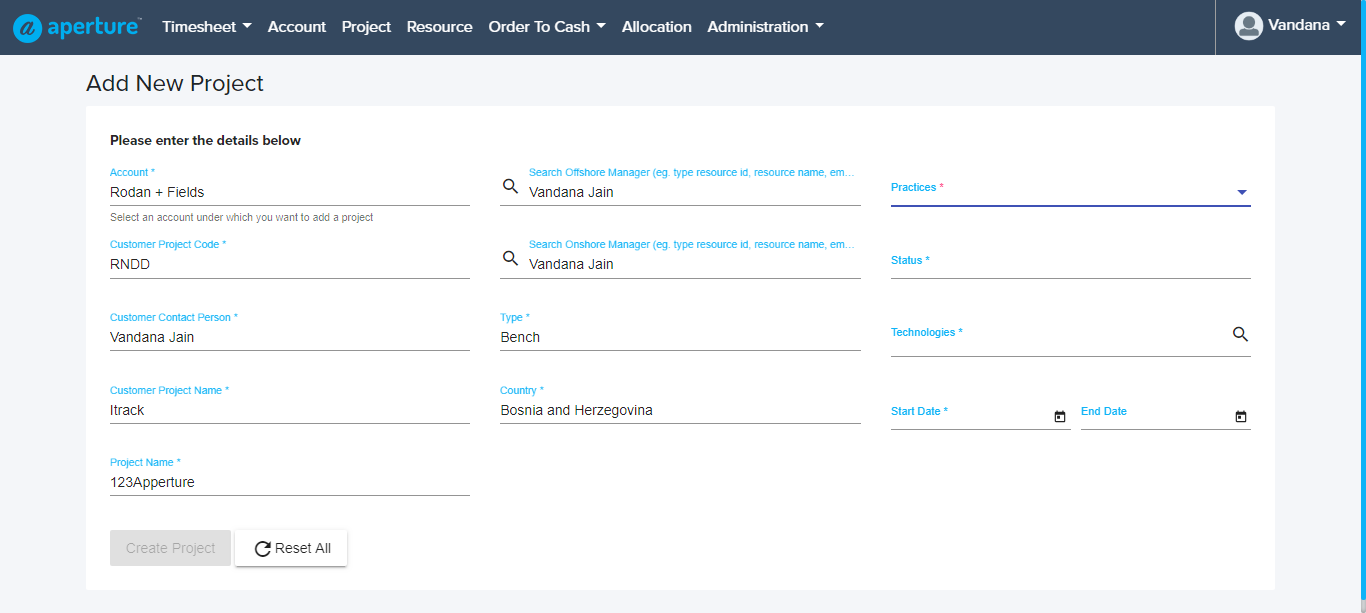 aperture™
Timesheet Account Project Resource Order To Cash Allocation Administration Vandana
Add New Project
Please enter the details below
Account *
Rodan + Fields
Select an account under which you want to add a project
Search Offshore Manager (eg. type resource id, resource name, em...
Vandana Jain
Practices *
Customer Project Code *
RNDD
Search Onshore Manager (eg. type resource id, resource name, em...
Vandana Jain
Status *
Customer Contact Person *
Vandana Jain
Type *
Bench
Technologies *
Customer Project Name *
Itrack
Country *
Bosnia and Herzegovina
Start Date *
End Date
Project Name *
123Apperture
Create Project
Reset All